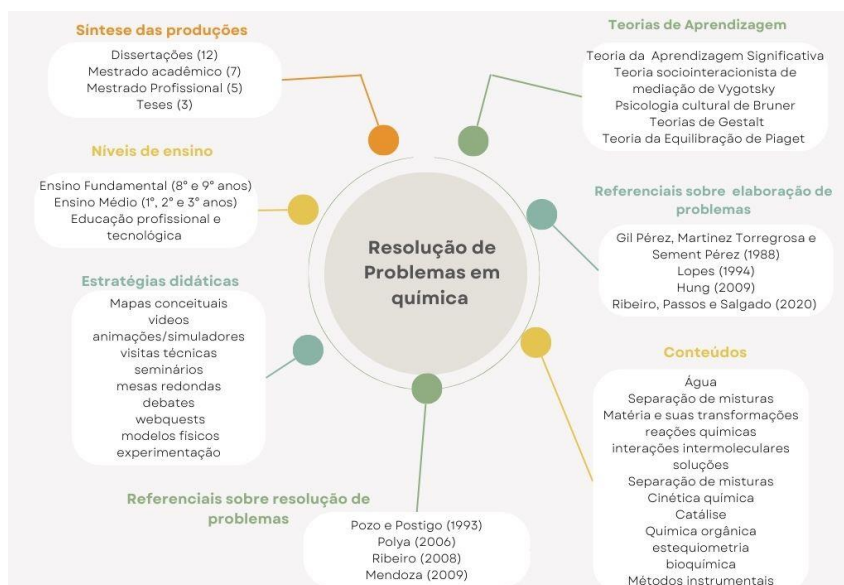 Síntese das produções
Dissertações (12)
Mestrado acadêmico (7)
Mestrado Profissional (5)
Teses (3)
Níveis de ensino
Ensino Fundamental (8° e 9° anos)
Ensino Médio (1°, 2° e 3° anos)
Educação profissional e
tecnológica
Estratégias didáticas
Mapas conceituais
vídeos
animações/simuladores
visitas técnicas
seminários
mesas redondas
debates
webquests
modelos físicos
experimentação
Referenciais sobre resolução de
problemas
Pozo e Postigo (1993)
Polya (2006)
Ribeiro (2008)
Mendoza (2009)
Resolução de
Problemas em
química
Teorias de Aprendizagem
Teoria da Aprendizagem Significativa
Teoria sociointeracionista de
mediação de Vygotsky
Psicologia cultural de Bruner
Teorias de Gestalt
Teoria da Equilibração de Piaget
Referenciais sobre elaboração de
problemas
Gil Pérez, Martinez Torregrosa e
Sement Pérez (1988)
Lopes (1994)
Hung (2009)
Ribeiro, Passos e Salgado (2020)
Conteúdos
Água
Separação de misturas
Matéria e suas transformações
reações químicas
interações intermoleculares
soluções
Separação de misturas
Cinética química
Catálise
Química orgânica
estequiometria
bioquímica
Métodos instrumentais